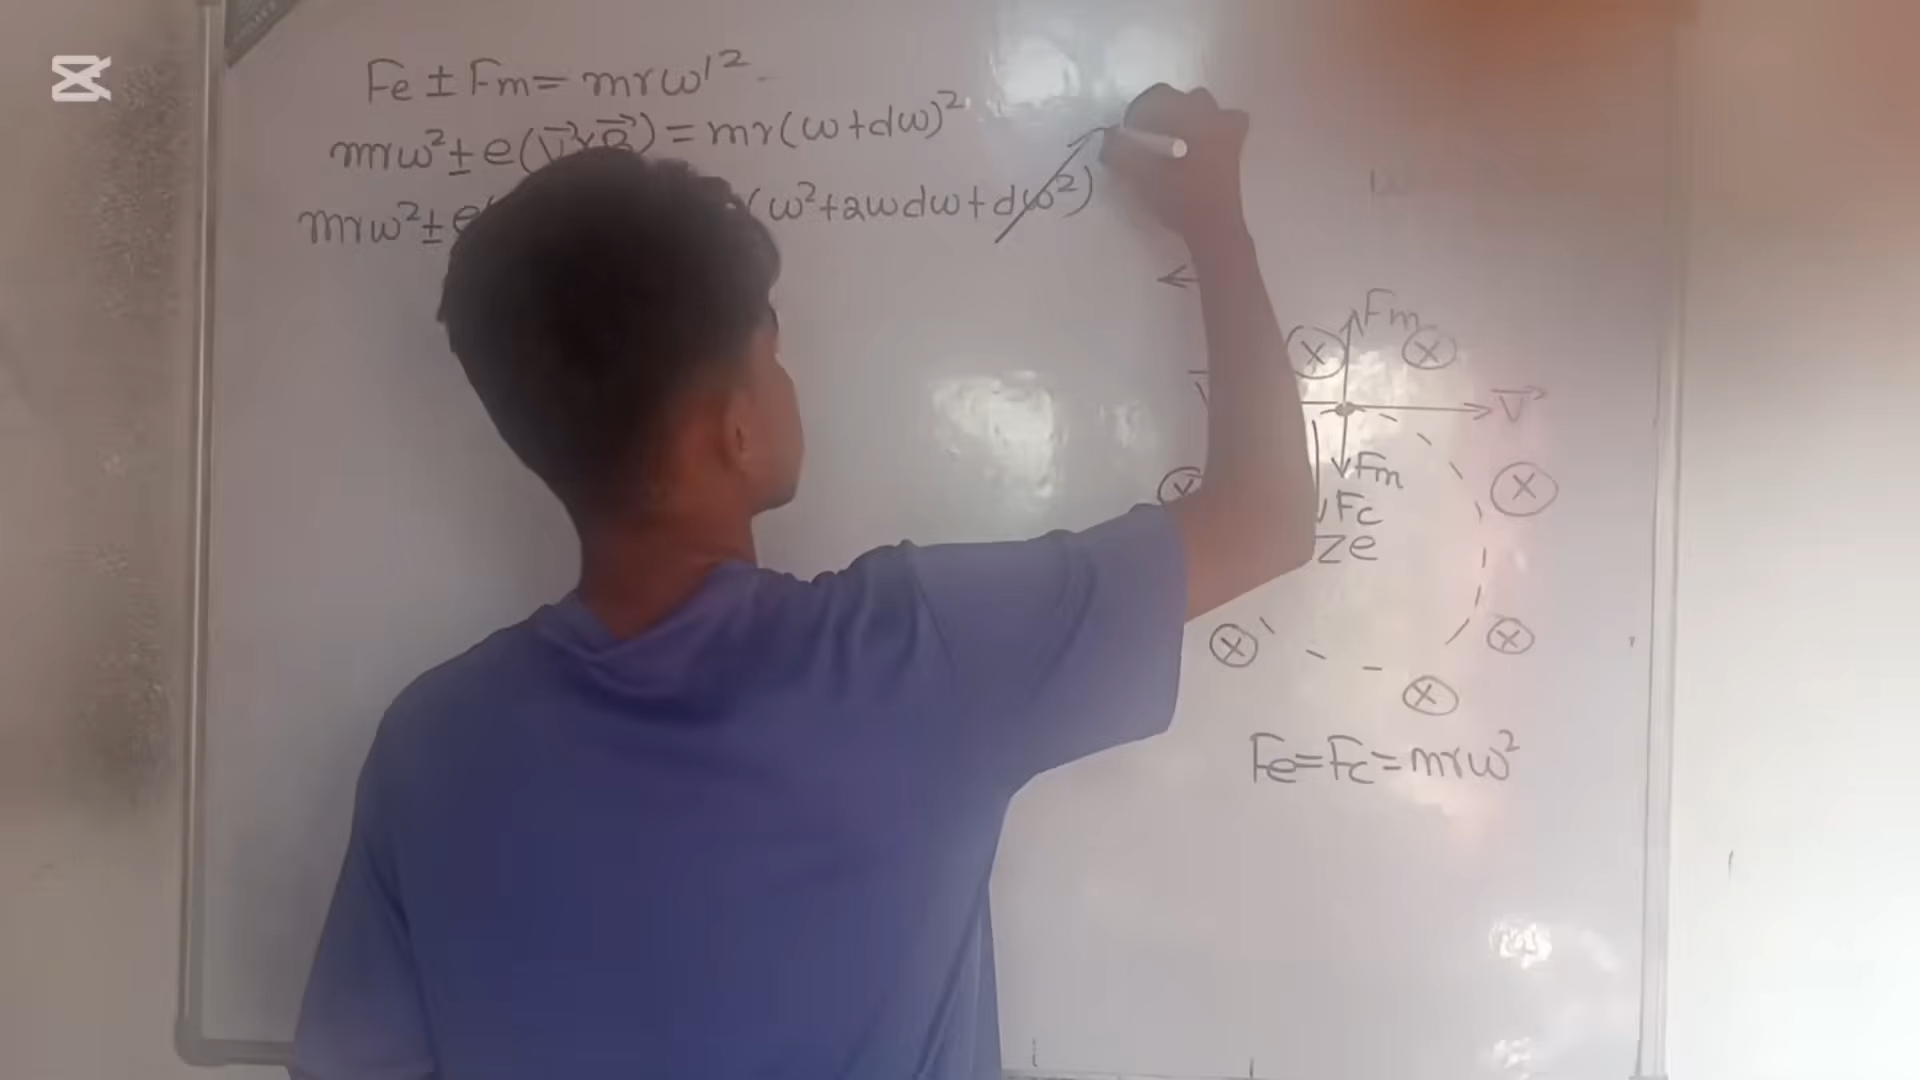 Fe ± Fm = mrω'²
mrω² ± e(V⃗×B⃗) = mr(ω+dω)²
mrω² ± e (ω²+2ωdω+dω²)
Fm
X X
V⃗
Fm
X
Fc
Ze
X X
X
Fe=Fc=mrω²